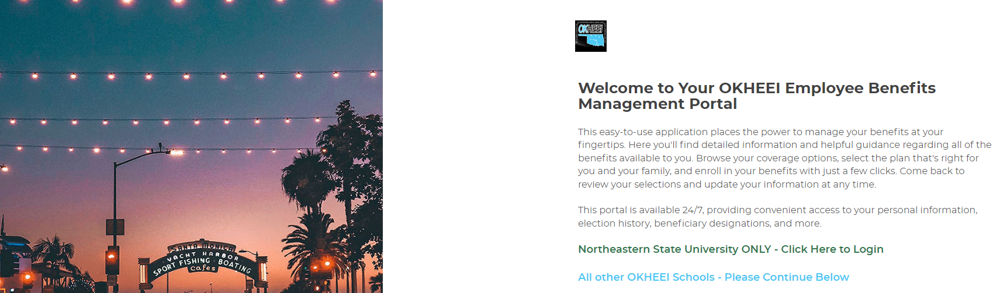 SANTA MONICA
YACHT HARBOR
SPORT FISHING BOATING
Cafes
OKHEEI
Welcome to Your OKHEEI Employee Benefits
Management Portal
This easy-to-use application places the power to manage your benefits at your
fingertips. Here you'll find detailed information and helpful guidance regarding all of the
benefits available to you. Browse your coverage options, select the plan that's right for
you and your family, and enroll in your benefits with just a few clicks. Come back to
review your selections and update your information at any time.
This portal is available 24/7, providing convenient access to your personal information,
election history, beneficiary designations, and more.
Northeastern State University ONLY - Click Here to Login
All other OKHEEI Schools - Please Continue Below